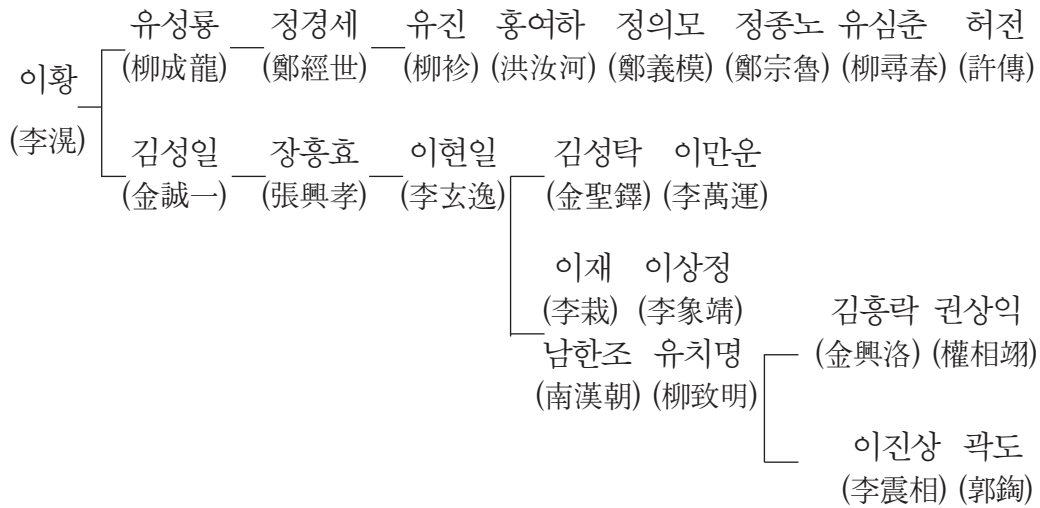 유성룡 정경세 유진 홍여하 정의모 정종노 유심춘 허전
이황
(柳成龍) (鄭經世) (柳袗) (洪汝河) (鄭義模) (鄭宗魯) (柳尋春) (許傳)
(李滉)
김성일 장흥효 이현일 김성탁 이만운
(金誠一) (張興孝) (李玄逸) (金聖鐸) (李萬運)
이재 이상정
(李栽) (李象靖)
김흥락 권상익
남한조 유치명
(金興洛) (權相翊)
(南漢朝) (柳致明)
이진상 곽도
(李震相) (郭鋾)